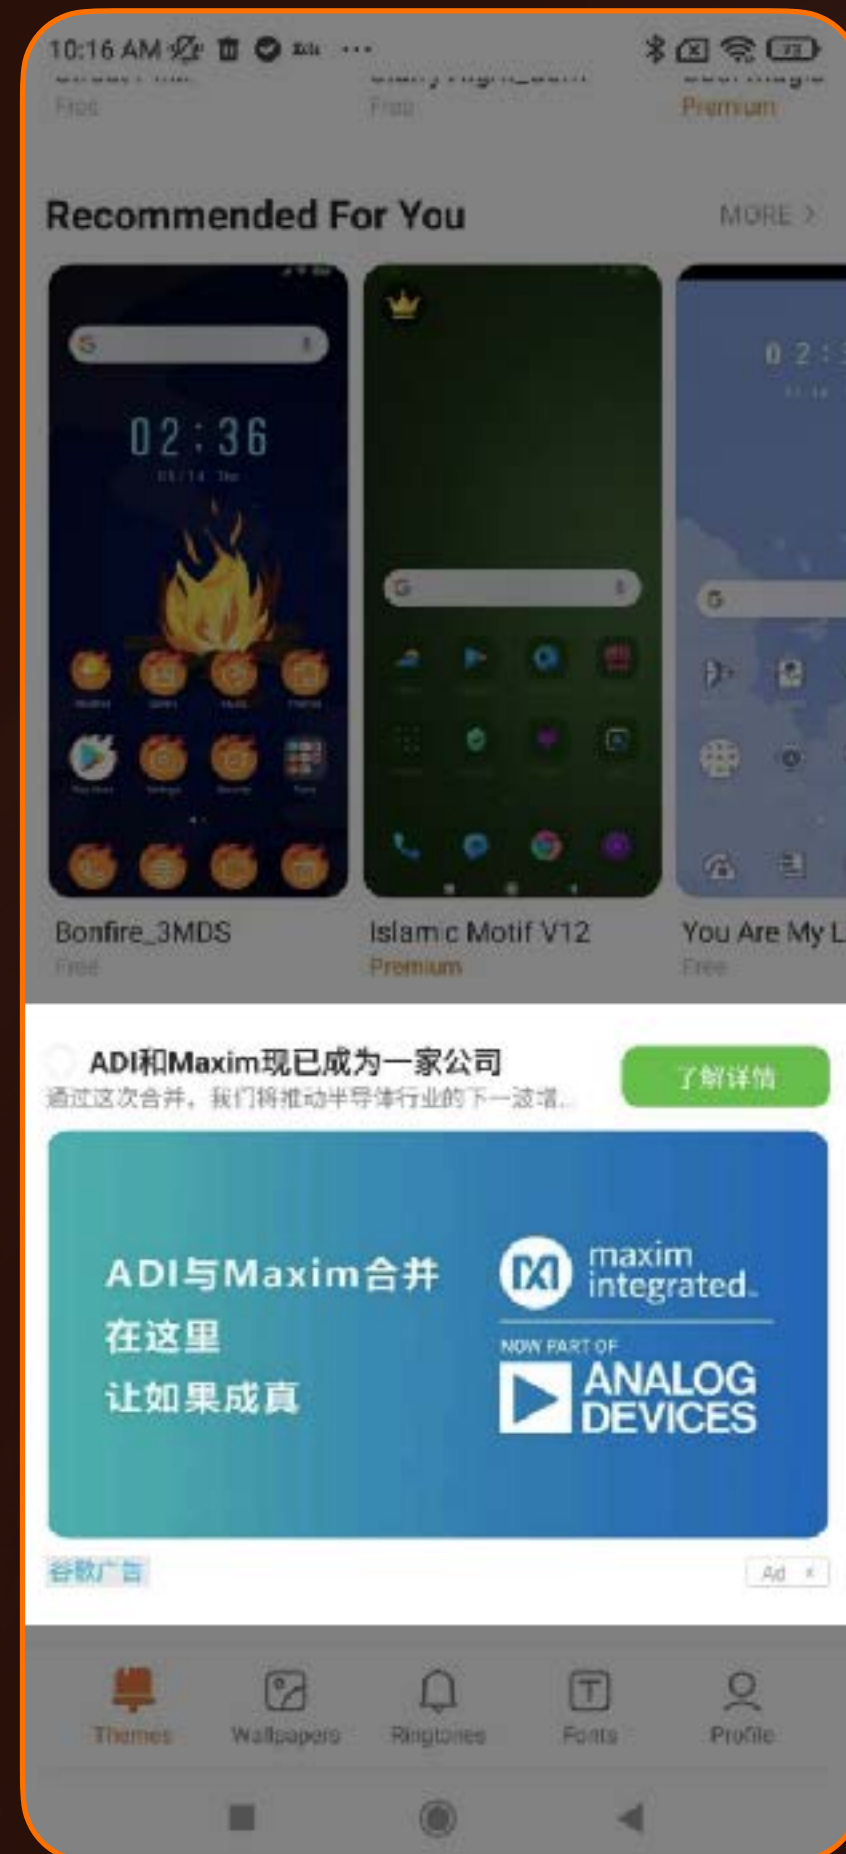 10:16 AM
Free
Free
Premium
Recommended For You
MORE >
02:36
05/14 Thu
Bonfire_3MDS
Free
Islamic Motif V12
Premium
You Are My L
Free
ADI和Maxim现已成为一家公司
通过这次合并，我们将推动半导体行业的下一波增...
了解详情
ADI与Maxim合并
在这里
让如果成真
maxim
integrated™
NOW PART OF
ANALOG
DEVICES
谷歌广告
Ad ×
Themes
Wallpapers
Ringtones
Fonts
Profile